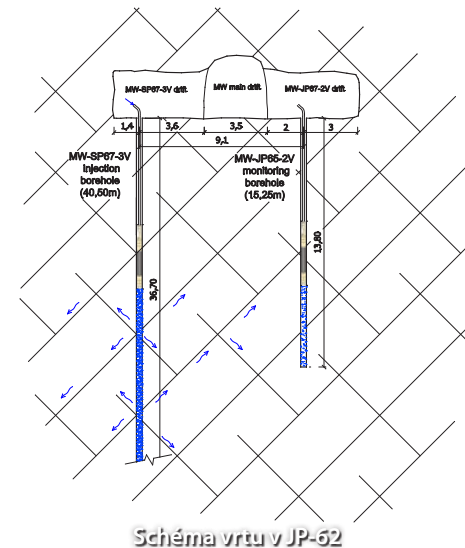 MW-SP67-3V drift
MW main drift
MW-JP67-2V drift
1,4
3,6
3,5
2
3
9,1
MW-SP67-3V
injection
borehole
(40,50m)
MW-JP65-2V
monitoring
borehole
(15,25m)
13,80
36,70
Schéma vrtu v JP-62